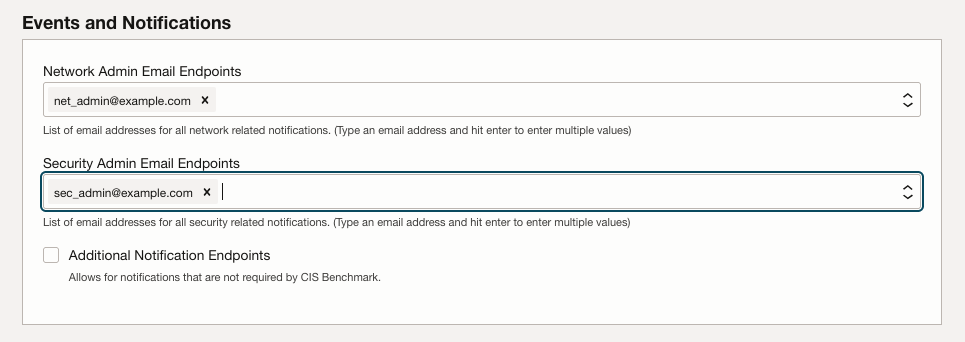 Events and Notifications
Network Admin Email Endpoints
net_admin@example.com ×
List of email addresses for all network related notifications. (Type an email address and hit enter to enter multiple values)
Security Admin Email Endpoints
sec_admin@example.com ×
List of email addresses for all security related notifications. (Type an email address and hit enter to enter multiple values)
Additional Notification Endpoints
Allows for notifications that are not required by CIS Benchmark.